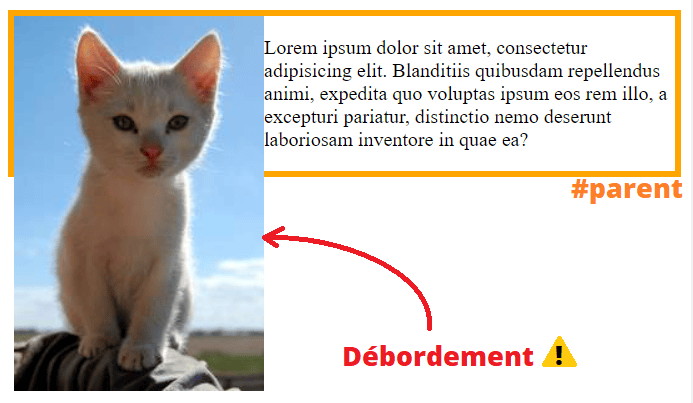 Lorem ipsum dolor sit amet, consectetur
adipisicing elit. Blanditiis quibusdam repellendus
animi, expedita quo voluptas ipsum eos rem illo, a
excepturi pariatur, distinctio nemo deserunt
laboriosam inventore in quae ea?
#parent
Débordement ⚠️